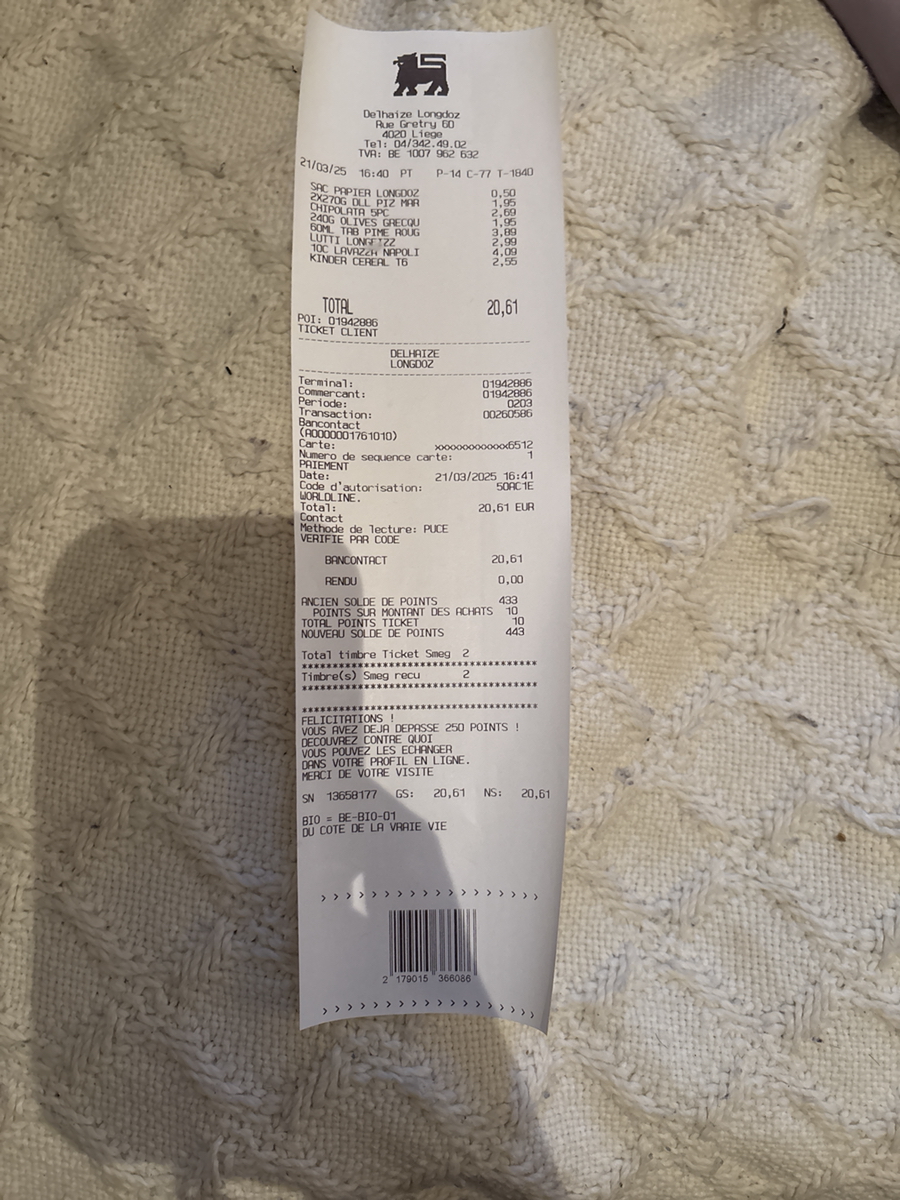 Delhaize Longdoz
Rue Gretry 60
4020 Liege
Tel: 04/342.49.02
TVA: BE 1007 962 632
21/03/25 16:40 PT P-14 C-77 T-1840
SAC PAPIER LONGDOZ 0,50
2X270G DLL PIZ MAR 1,95
CHIPOLATA 5PC 2,69
240G OLIVES GRECQU 1,95
60ML TAB PIME ROUG 3,89
LUTTI LONGFIZZ 2,99
10C LAVAZZA NAPOLI 4,09
KINDER CEREAL T6 2,55
TOTAL 20,61
POI: 01942886
TICKET CLIENT
DELHAIZE
LONGDOZ
Terminal: 01942886
Commercant: 01942886
Periode: 0203
Transaction: 00260586
Bancontact
(A0000001761010)
Carte: xxxxxxxxxxxx6512
Numero de sequence carte: 1
PAIEMENT
Date: 21/03/2025 16:41
Code d'autorisation: 50AC1E
WORLDLINE.
Total: 20,61 EUR
Contact
Methode de lecture: PUCE
VERIFIE PAR CODE
BANCONTACT 20,61
RENDU 0,00
ANCIEN SOLDE DE POINTS 433
POINTS SUR MONTANT DES ACHATS 10
TOTAL POINTS TICKET 10
NOUVEAU SOLDE DE POINTS 443
Total timbre Ticket Smeg 2
*************************************
Timbre(s) Smeg recu 2
*************************************
*************************************
FELICITATIONS !
VOUS AVEZ DEJA DEPASSE 250 POINTS !
DECOUVREZ CONTRE QUOI
VOUS POUVEZ LES ECHANGER
DANS VOTRE PROFIL EN LIGNE.
MERCI DE VOTRE VISITE
SN 13658177 GS: 20,61 NS: 20,61
BIO = BE-BIO-01
DU COTE DE LA VRAIE VIE
2 179015 366086